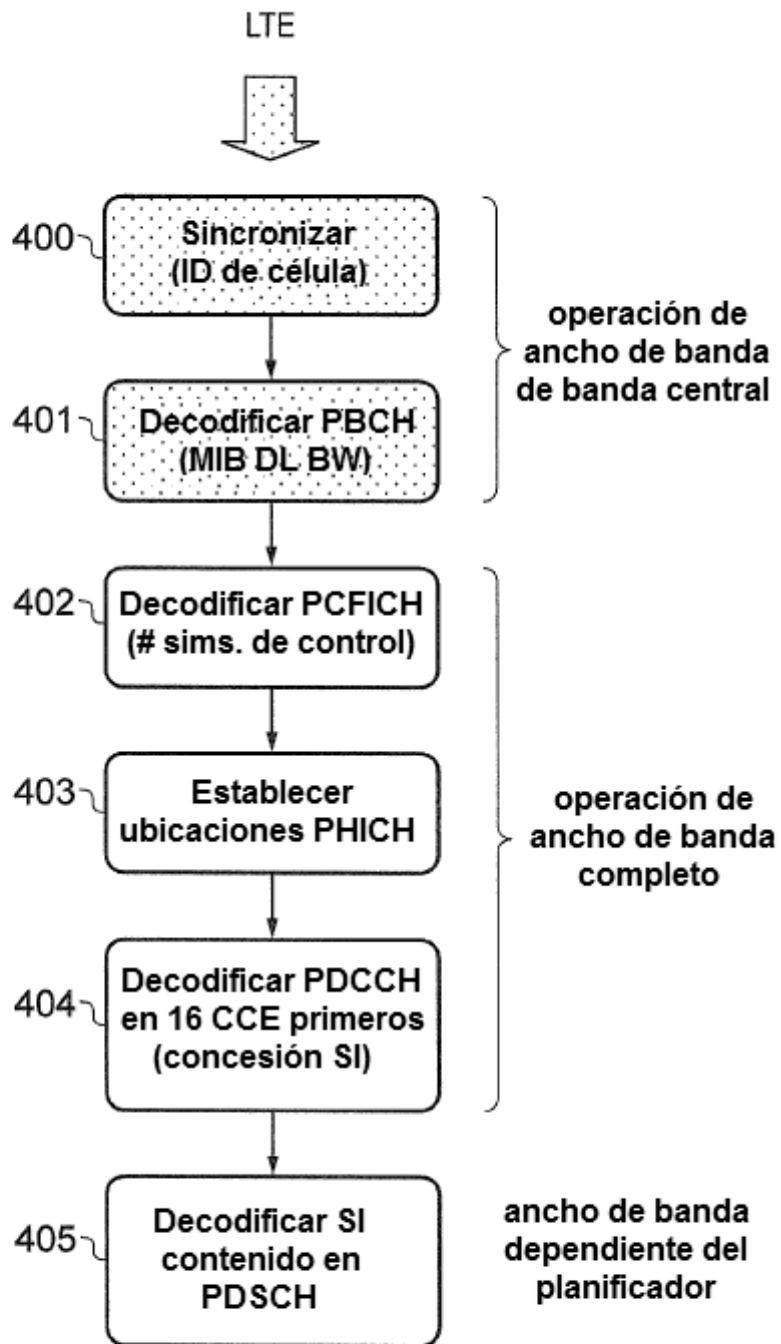 LTE
400
Sincronizar
(ID de célula)
operación de
ancho de banda
de banda central
401
Decodificar PBCH
(MIB DL BW)
402
Decodificar PCFICH
(# sims. de control)
403
Establecer
ubicaciones PHICH
operación de
ancho de banda
completo
404
Decodificar PDCCH
en 16 CCE primeros
(concesión SI)
405
Decodificar SI
contenido en
PDSCH
ancho de banda
dependiente del
planificador